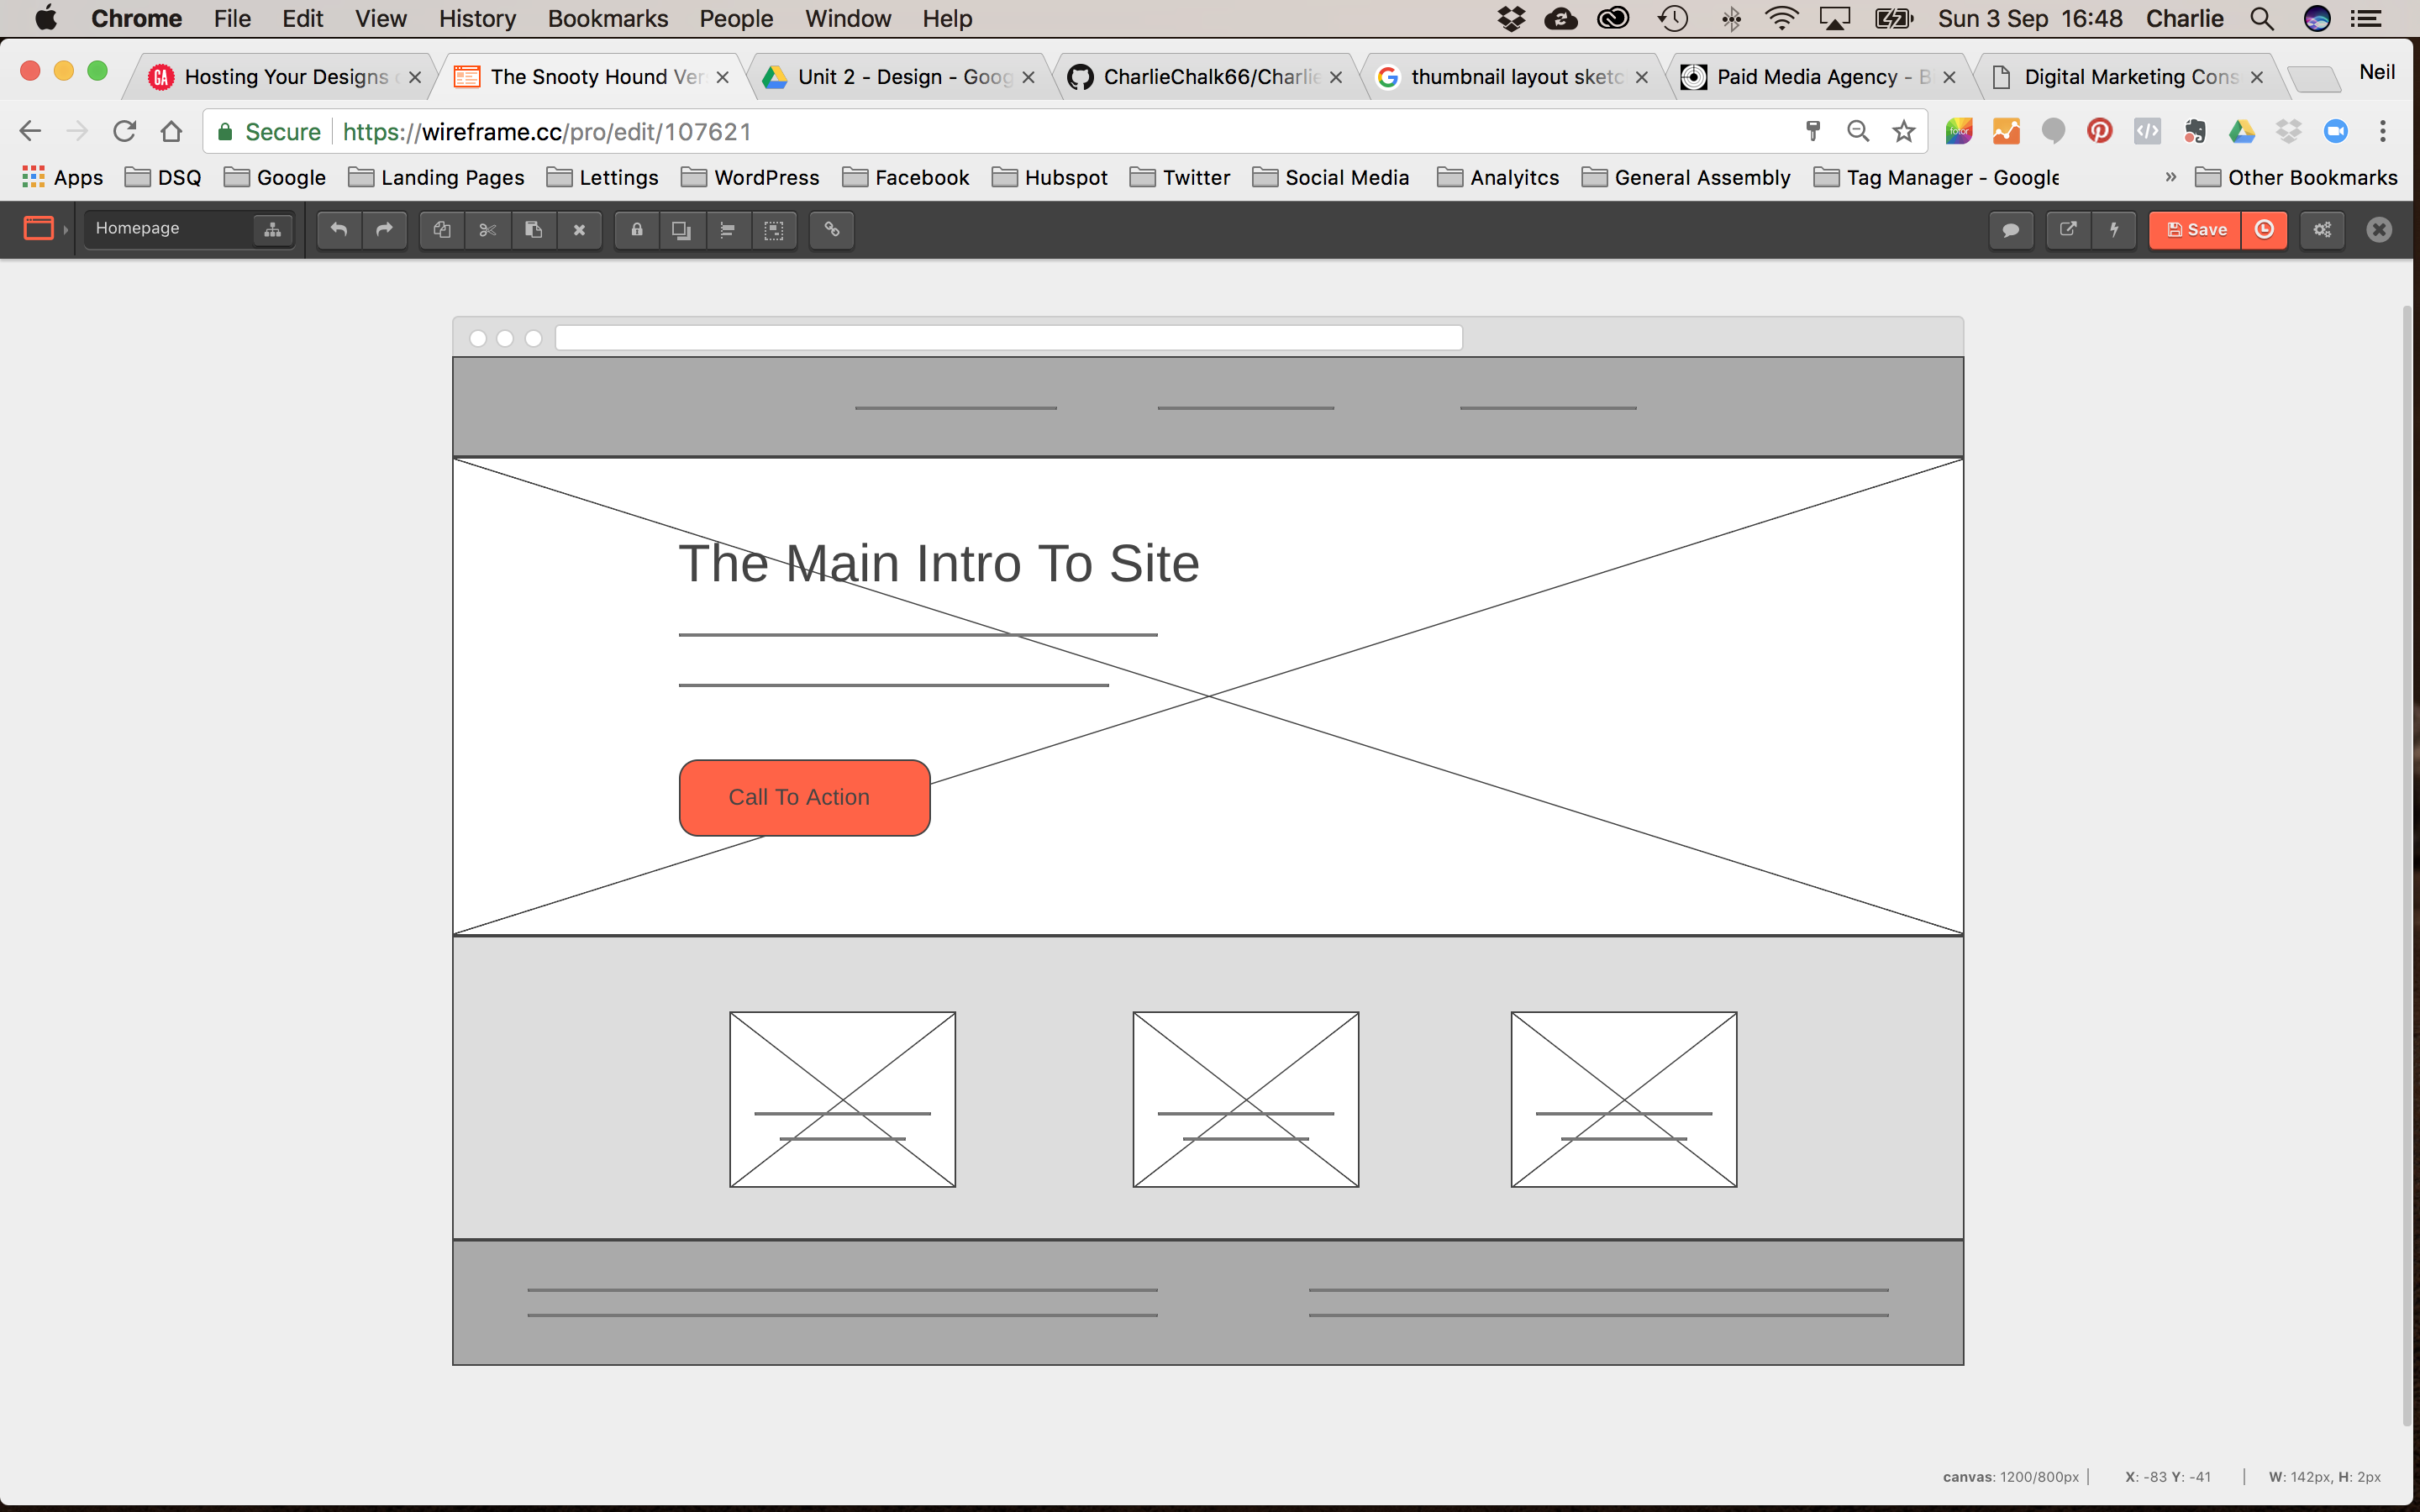 Chrome File Edit View History Bookmarks People Window Help Sun 3 Sep 16:48 Charlie
Hosting Your Designs The Snooty Hound Ver Unit 2 - Design - Goog CharlieChalk66/Charlie thumbnail layout sketc Paid Media Agency - B Digital Marketing Cons Neil
Secure https://wireframe.cc/pro/edit/107621
Apps DSQ Google Landing Pages Lettings WordPress Facebook Hubspot Twitter Social Media Analyitcs General Assembly Tag Manager - Google » Other Bookmarks
Homepage Save
The Main Intro To Site
Call To Action
canvas: 1200/800px | X: -83 Y: -41 | W: 142px, H: 2px